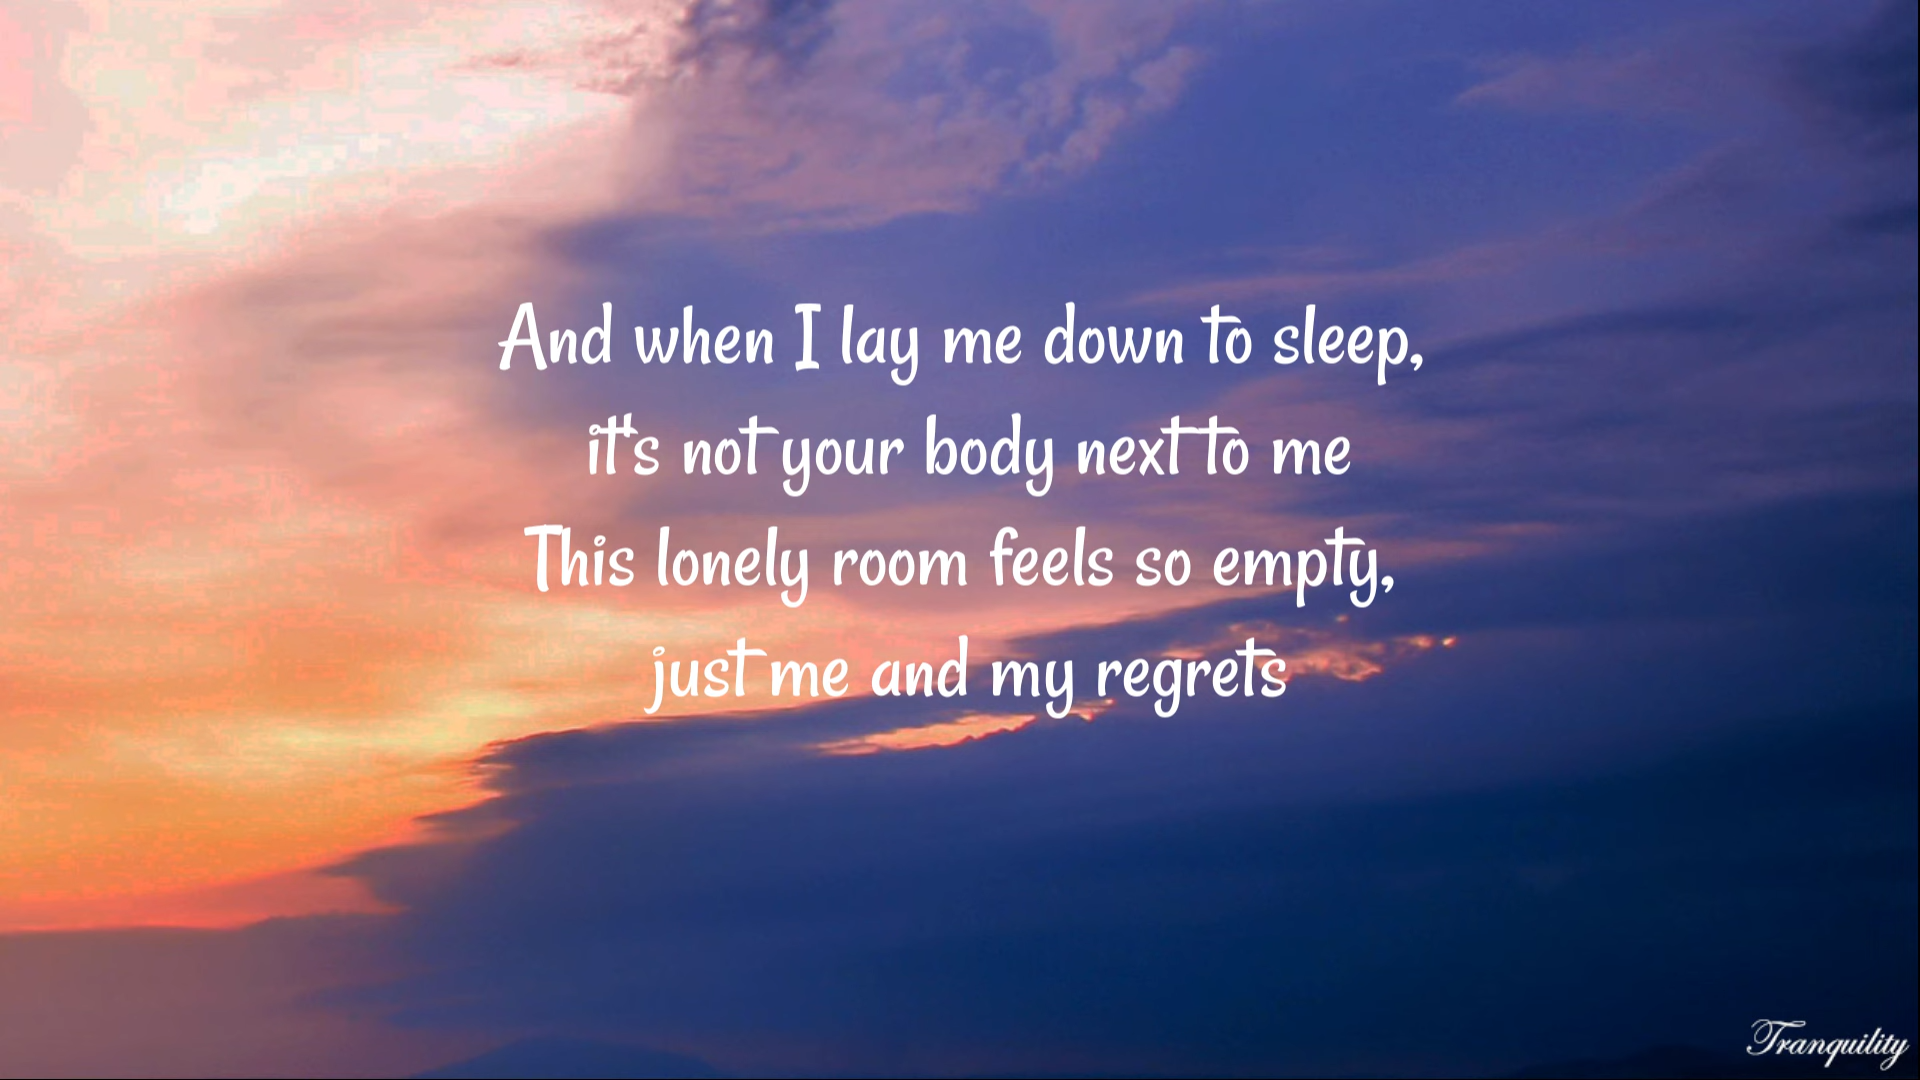 And when I lay me down to sleep,
it's not your body next to me
This lonely room feels so empty,
just me and my regrets
Tranquility